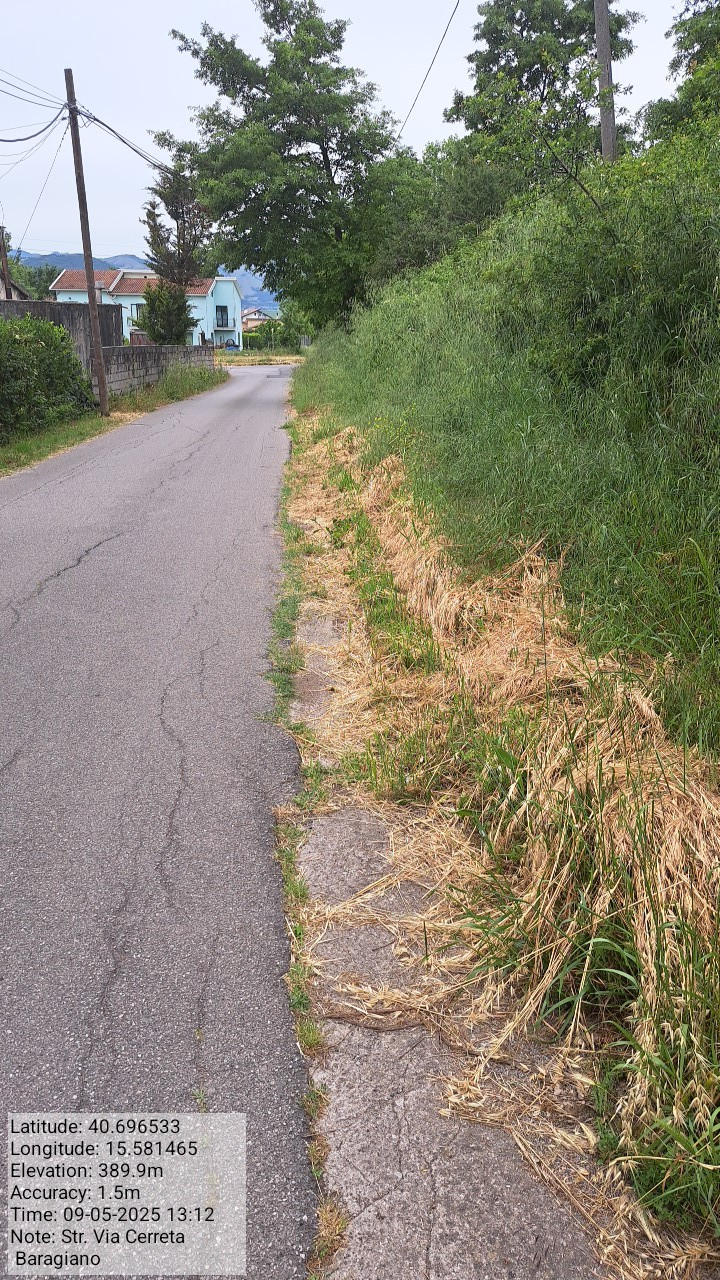 Latitude: 40.696533
Longitude: 15.581465
Elevation: 389.9m
Accuracy: 1.5m
Time: 09-05-2025 13:12
Note: Str. Via Cerreta
Baragiano